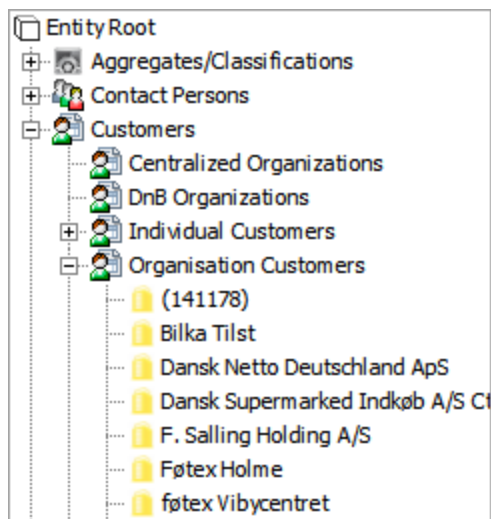 Entity Root
Aggregates/Classifications
Contact Persons
Customers
Centralized Organizations
DnB Organizations
Individual Customers
Organisation Customers
(141178)
Bilka Tilst
Dansk Netto Deutschland ApS
Dansk Supermarked Indkøb A/S Ct
F. Salling Holding A/S
Føtex Holme
føtex Vibycentret